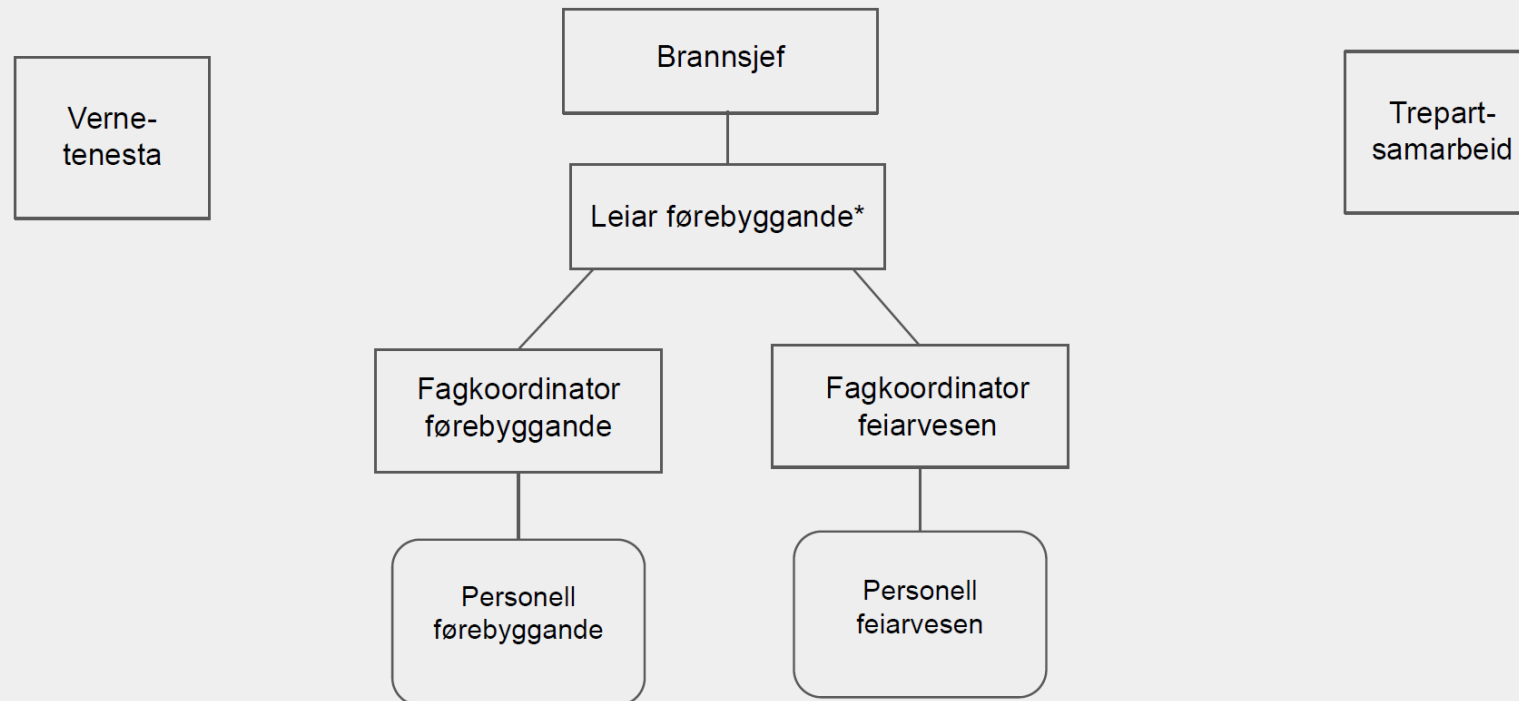 Brannsjef
Verne-
tenesta
Trepart-
samarbeid
Leiar førebyggande*
Fagkoordinator
førebyggande
Fagkoordinator
feiarvesen
Personell
førebyggande
Personell
feiarvesen